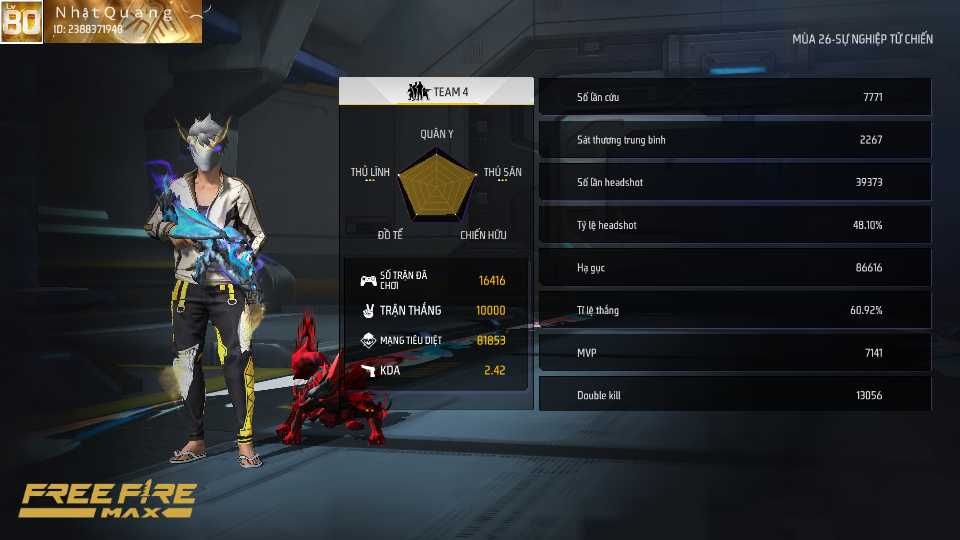 Lv
80
NhậtQuang
ID: 2388371948
MÙA 26-SỰ NGHIỆP TỬ CHIẾN
TEAM 4
QUÂN Y
THỦ LĨNH
THỢ SĂN
ĐỒ TỂ
CHIẾN HỮU
SỐ TRẬN ĐÃ CHƠI 16416
TRẬN THẮNG 10000
MẠNG TIÊU DIỆT 81853
KDA 2.42
Số lần cứu 7771
Sát thương trung bình 2267
Số lần headshot 39373
Tỷ lệ headshot 48.10%
Hạ gục 86616
Tỉ lệ thắng 60.92%
MVP 7141
Double kill 13056
FREE FIRE
MAX